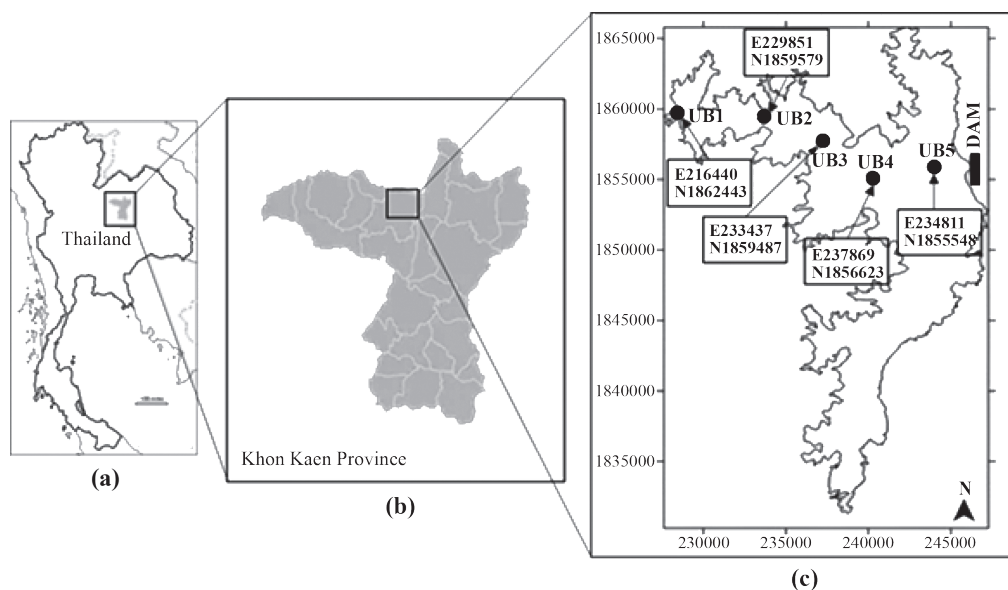 Thailand
(a)
Khon Kaen Province
(b)
1865000
1860000
1855000
1850000
1845000
1840000
1835000
E229851
N1859579
UB1
UB2
UB3
UB4
UB5
DAM
E216440
N1862443
E233437
N1859487
E237869
N1856623
E234811
N1855548
N
230000
235000
240000
245000
(c)